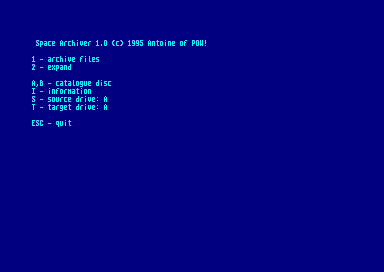 Space Archiver 1.0 (c) 1995 Antoine of POW!
1 - archive files
2 - expand
A,B - catalogue disc
I - information
S - source drive: A
T - target drive: A
ESC - quit